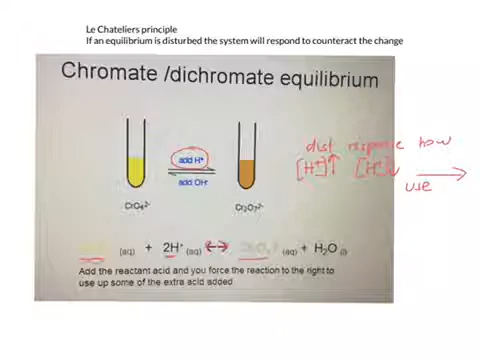 Le Chateliers principle
If an equilibrium is disturbed the system will respond to counteract the change
Chromate /dichromate equilibrium
dist response how
add H⁺
[H⁺]↑ [H⁺]↓ →
add OH⁻
use
CrO₄²⁻ Cr₂O₇²⁻
(aq) + 2H⁺ (aq) ↔ (aq) + H₂O (l)
Add the reactant acid and you force the reaction to the right to
use up some of the extra acid added